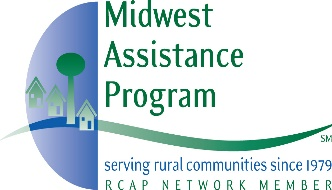 Midwest
Assistance
Program
SM
serving rural communities since 1979
RCAP NETWORK MEMBER